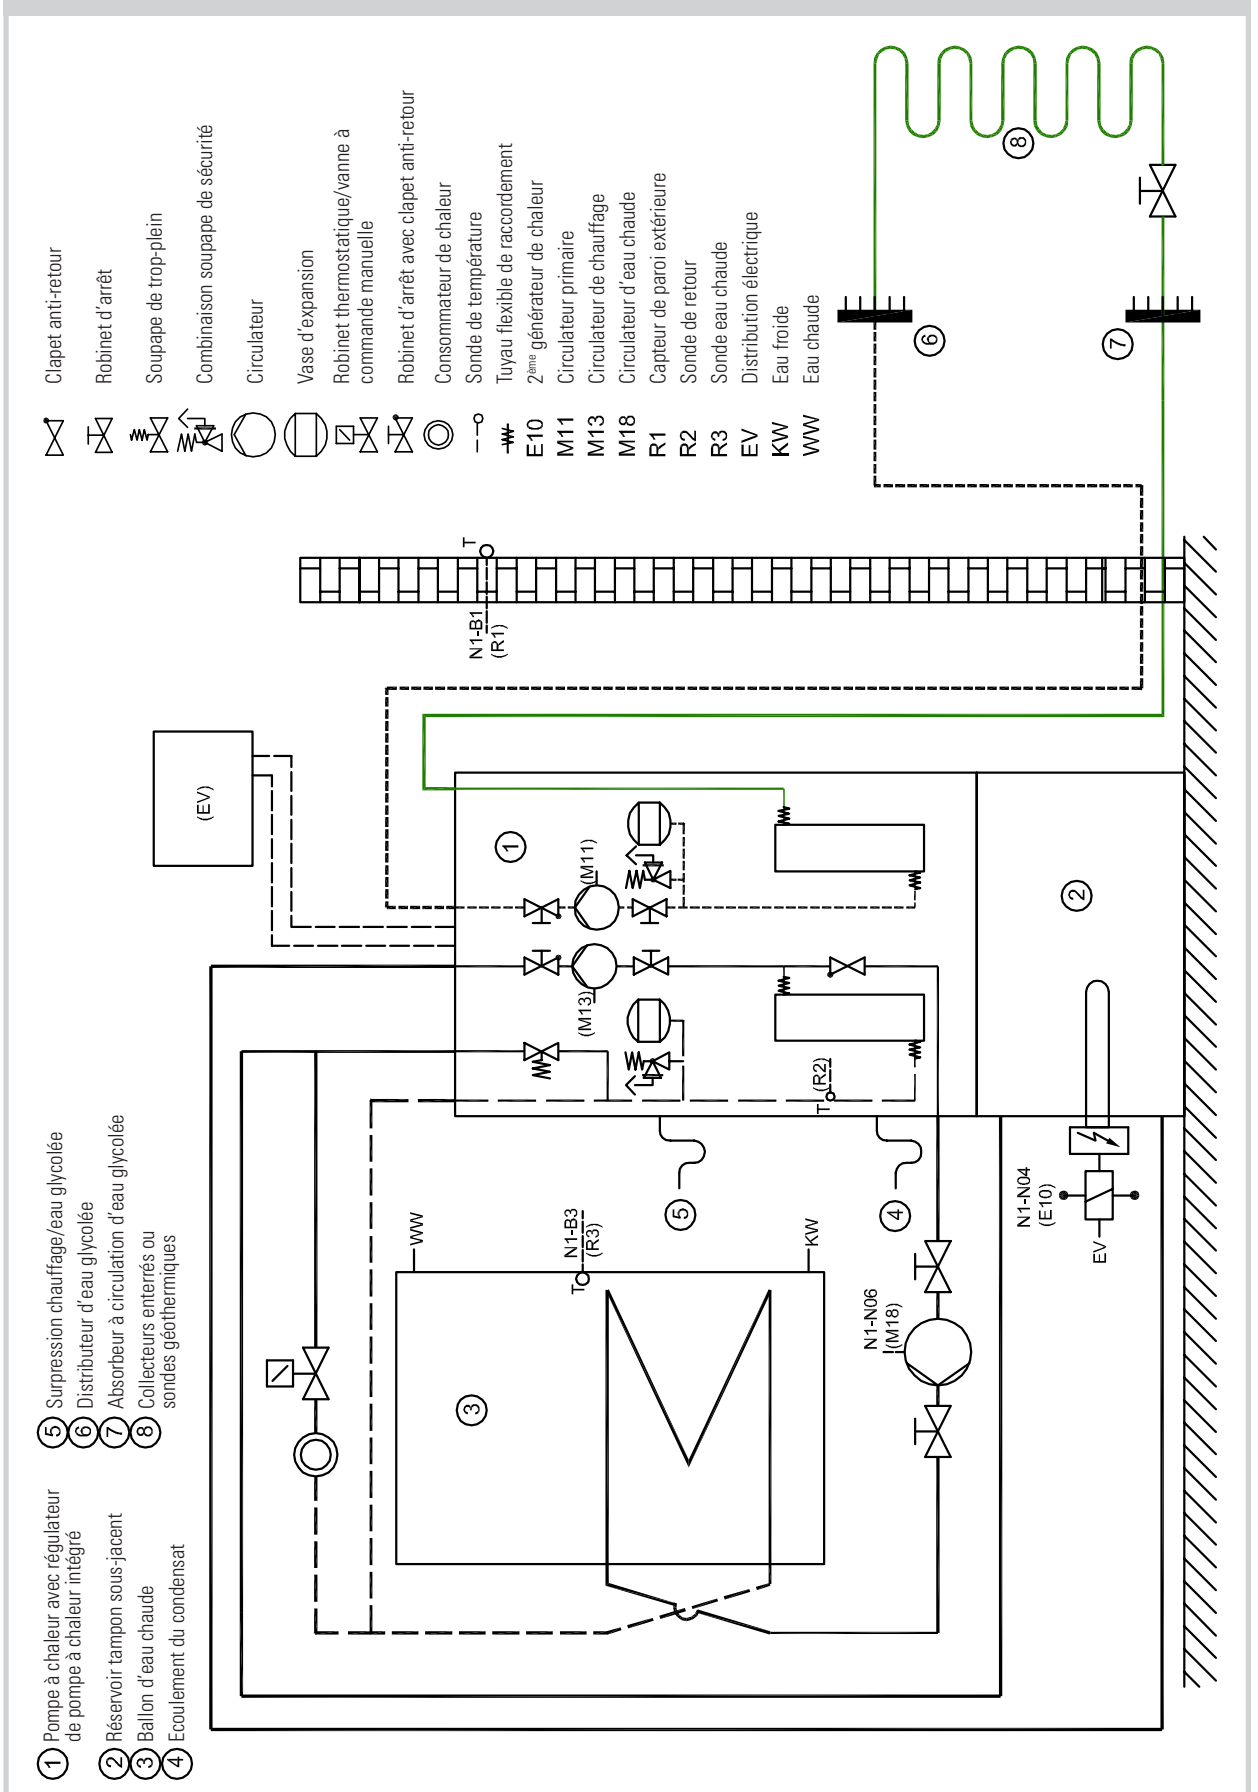 1 Pompe à chaleur avec régulateur
de pompe à chaleur intégré
2 Réservoir tampon sous-jacent
3 Ballon d'eau chaude
4 Ecoulement du condensat
5 Surpression chauffage/eau glycolée
6 Distributeur d'eau glycolée
7 Absorbeur à circulation d'eau glycolée
8 Collecteurs enterrés ou
sondes géothermiques
Clapet anti-retour
Robinet d'arrêt
Soupape de trop-plein
Combinaison soupape de sécurité
Circulateur
Vase d'expansion
Robinet thermostatique/vanne à
commande manuelle
Robinet d'arrêt avec clapet anti-retour
Consommateur de chaleur
Sonde de température
Tuyau flexible de raccordement
E10 2ème générateur de chaleur
M11 Circulateur primaire
M13 Circulateur de chauffage
M18 Circulateur d'eau chaude
R1 Capteur de paroi extérieure
R2 Sonde de retour
R3 Sonde eau chaude
EV Distribution électrique
KW Eau froide
WW Eau chaude
(EV)
T
N1-B1
(R1)
1
(M11)
(M13)
T
(R2)
2
WW
N1-B3
(R3)
T
KW
3
5
4
N1-N06
(M18)
N1-N04
(E10)
EV
6
7
8